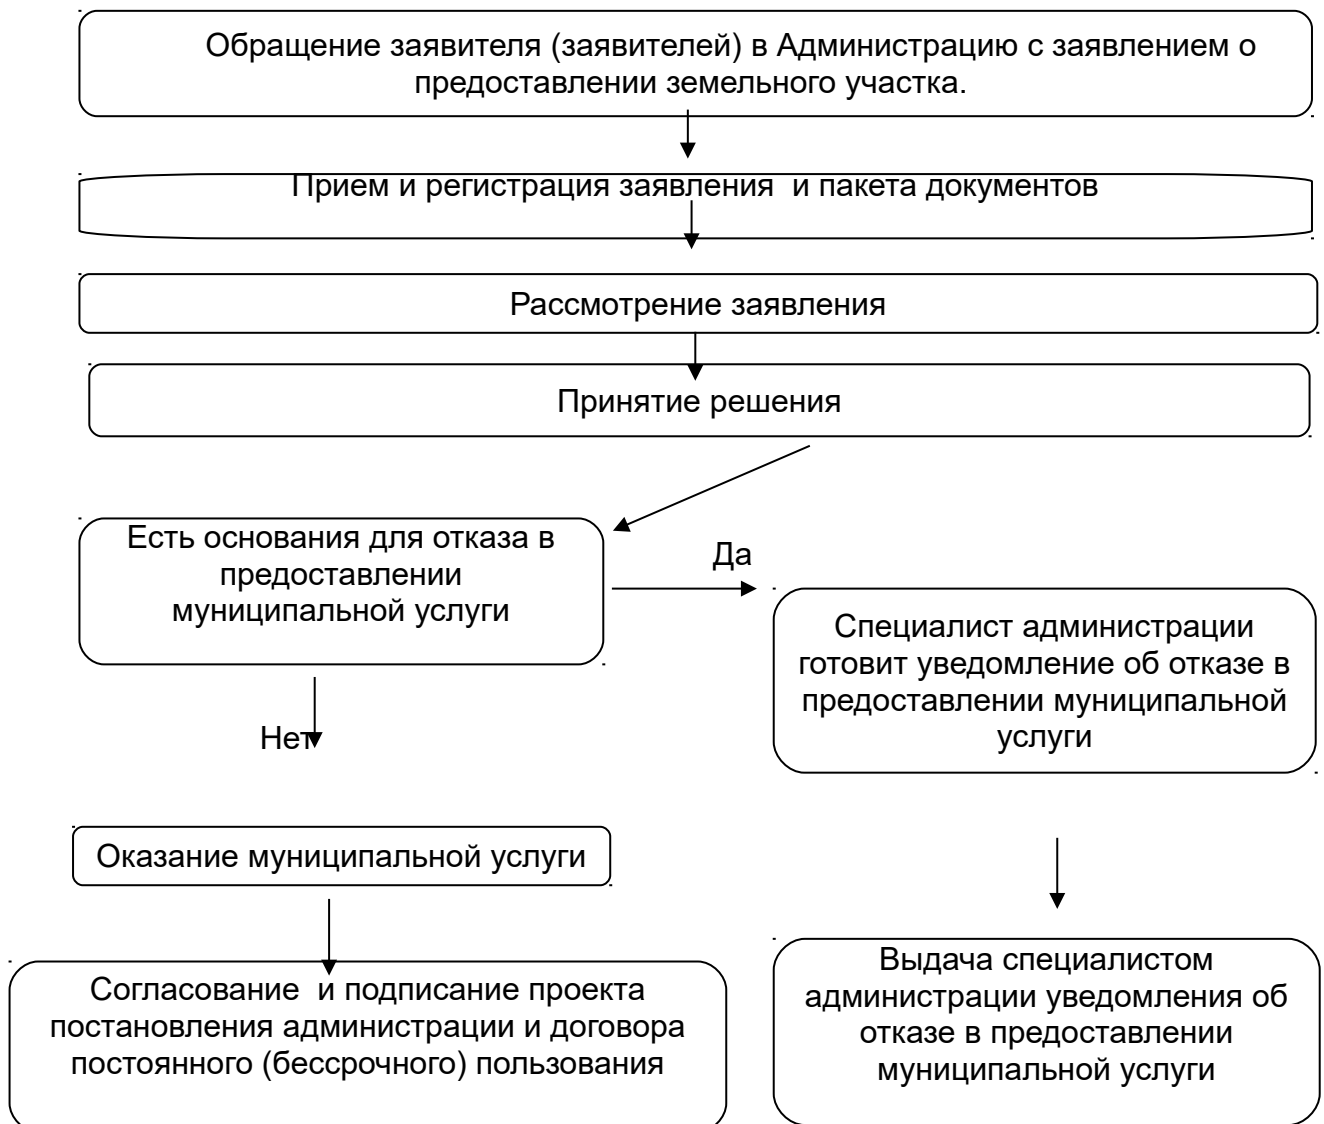 Обращение заявителя (заявителей) в Администрацию с заявлением о
предоставлении земельного участка.
Прием и регистрация заявления  и пакета документов
Рассмотрение заявления
Принятие решения
Есть основания для отказа в
предоставлении
муниципальной услуги
Да
Специалист администрации
готовит уведомление об отказе в
предоставлении муниципальной
услуги
Нет
Оказание муниципальной услуги
Согласование  и подписание проекта
постановления администрации и договора
постоянного (бессрочного) пользования
Выдача специалистом
администрации уведомления об
отказе в предоставлении
муниципальной услуги